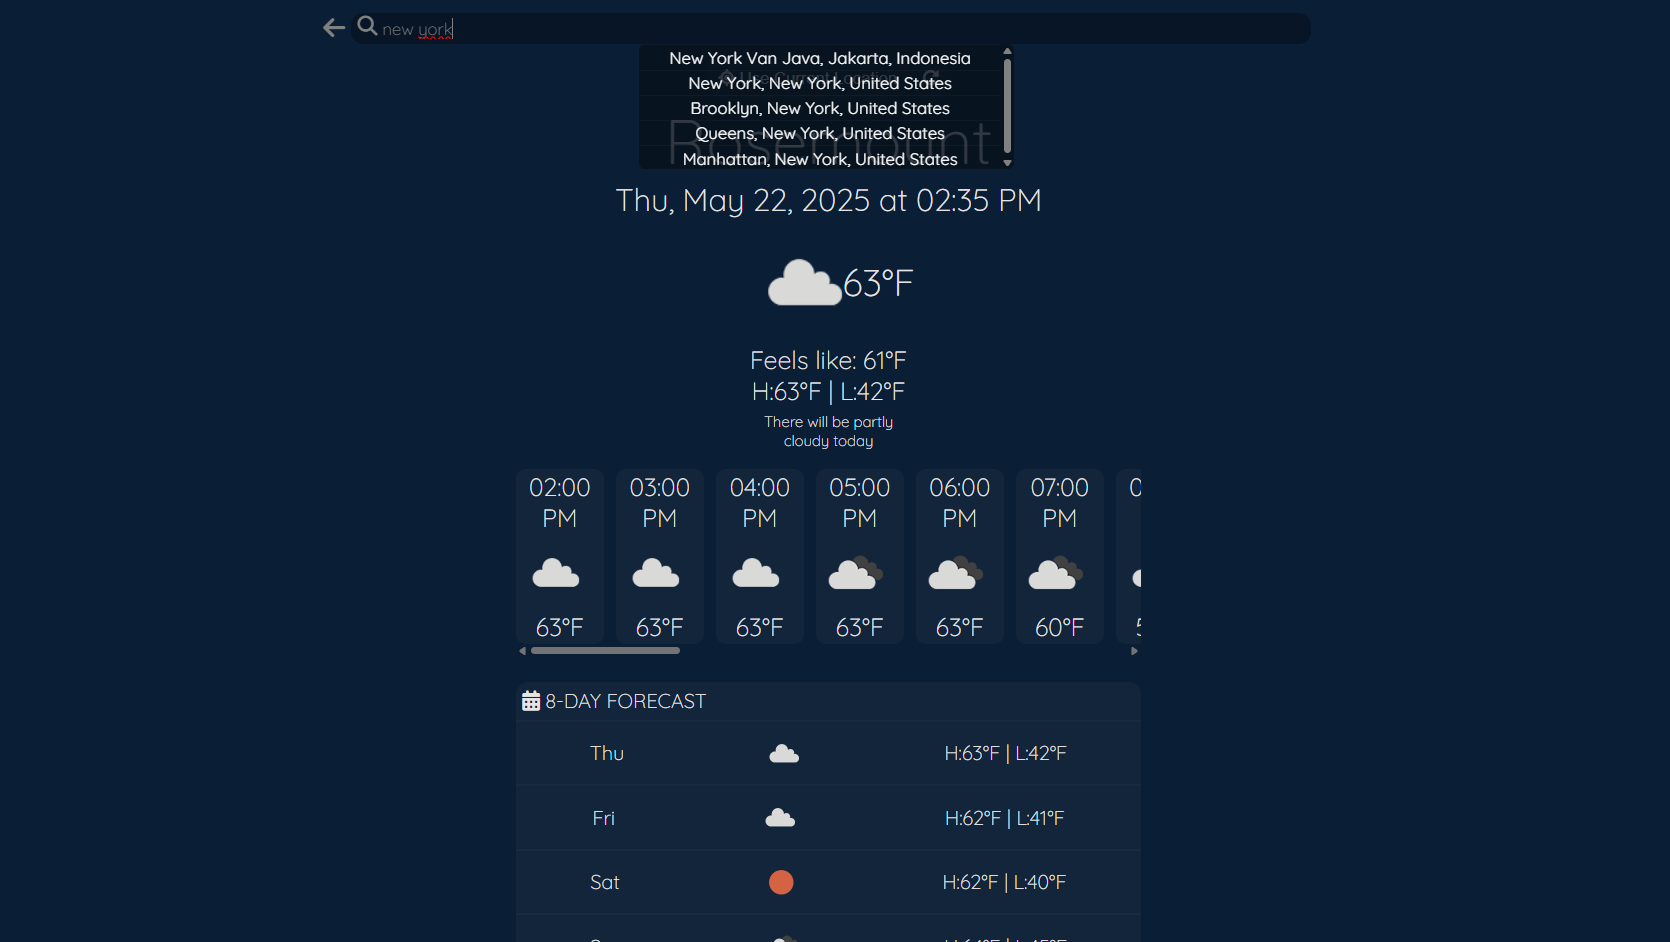 new york
New York Van Java, Jakarta, Indonesia
Use Current Location
New York, New York, United States
Brooklyn, New York, United States
Queens, New York, United States
Rosemount
Manhattan, New York, United States
Thu, May 22, 2025 at 02:35 PM
63°F
Feels like: 61°F
H:63°F | L:42°F
There will be partly
cloudy today
02:00 03:00 04:00 05:00 06:00 07:00
PM PM PM PM PM PM
63°F 63°F 63°F 63°F 63°F 60°F
8-DAY FORECAST
Thu H:63°F | L:42°F
Fri H:62°F | L:41°F
Sat H:62°F | L:40°F